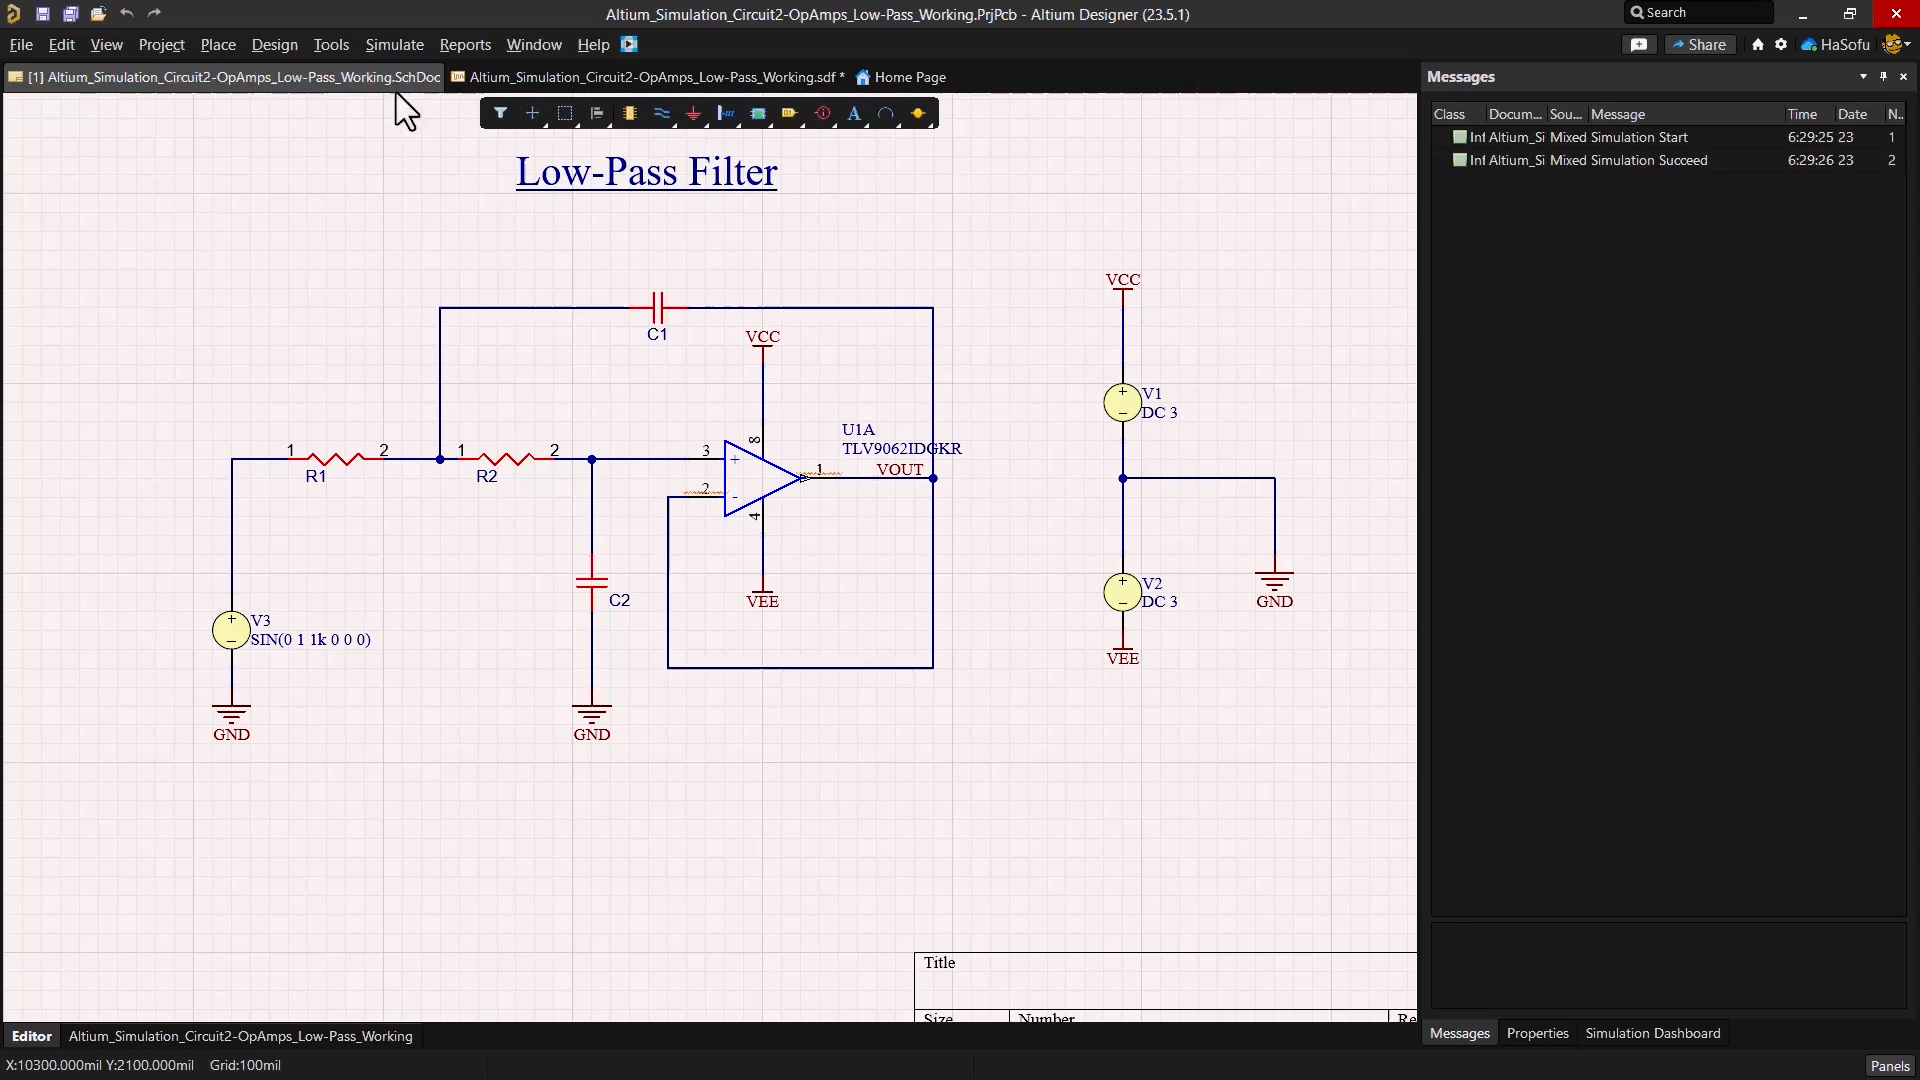 Altium_Simulation_Circuit2-OpAmps_Low-Pass_Working.PrjPcb - Altium Designer (23.5.1)
Search
File Edit View Project Place Design Tools Simulate Reports Window Help
Share
HaSofu
[1] Altium_Simulation_Circuit2-OpAmps_Low-Pass_Working.SchDoc
Altium_Simulation_Circuit2-OpAmps_Low-Pass_Working.sdf *
Home Page
Messages
Class Docum... Sou... Message Time Date N..
Inf Altium_Si Mixed Simulation Start 6:29:25 23 1
Inf Altium_Si Mixed Simulation Succeed 6:29:26 23 2
A
Low-Pass Filter
VCC
C1
VCC
V1
DC 3
8
U1A
TLV9062IDGKR
1 2 1 2 3 +
R1 R2
1 VOUT
2 -
4
VEE
V2
DC 3
GND
VEE
C2
V3
SIN(0 1 1k 0 0 0)
GND
GND
Title
Size Number Re
Editor Altium_Simulation_Circuit2-OpAmps_Low-Pass_Working
Messages Properties Simulation Dashboard
X:10300.000mil Y:2100.000mil Grid:100mil
Panels